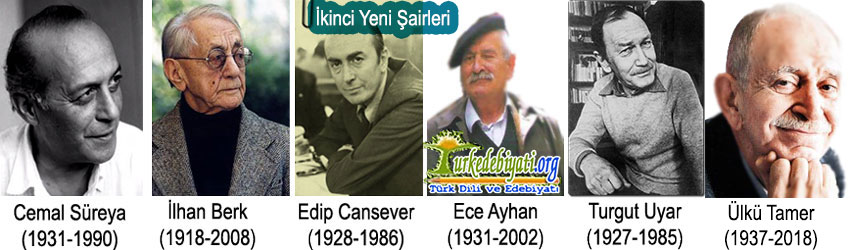 İkinci Yeni Şairleri
Turkedebiyati.org
Türk Dili ve Edebiyatı
Cemal Süreya
(1931-1990)
İlhan Berk
(1918-2008)
Edip Cansever
(1928-1986)
Ece Ayhan
(1931-2002)
Turgut Uyar
(1927-1985)
Ülkü Tamer
(1937-2018)